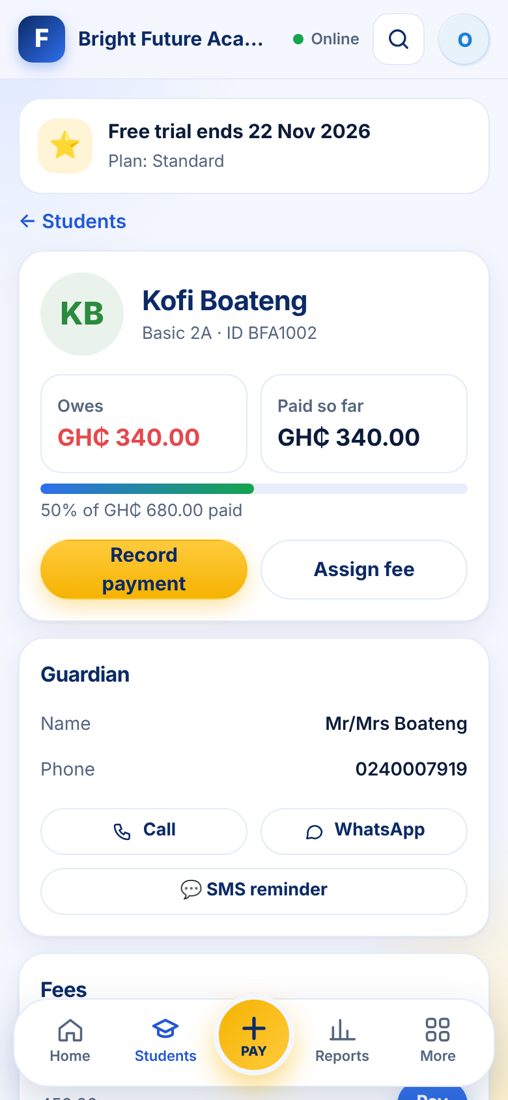 F
Bright Future Aca...
Online
O
Free trial ends 22 Nov 2026
Plan: Standard
← Students
KB
Kofi Boateng
Basic 2A · ID BFA1002
Owes
GH₵ 340.00
Paid so far
GH₵ 340.00
50% of GH₵ 680.00 paid
Record
payment
Assign fee
Guardian
Name
Mr/Mrs Boateng
Phone
0240007919
Call
WhatsApp
💬 SMS reminder
Fees
Home
Students
PAY
Reports
More
Pay